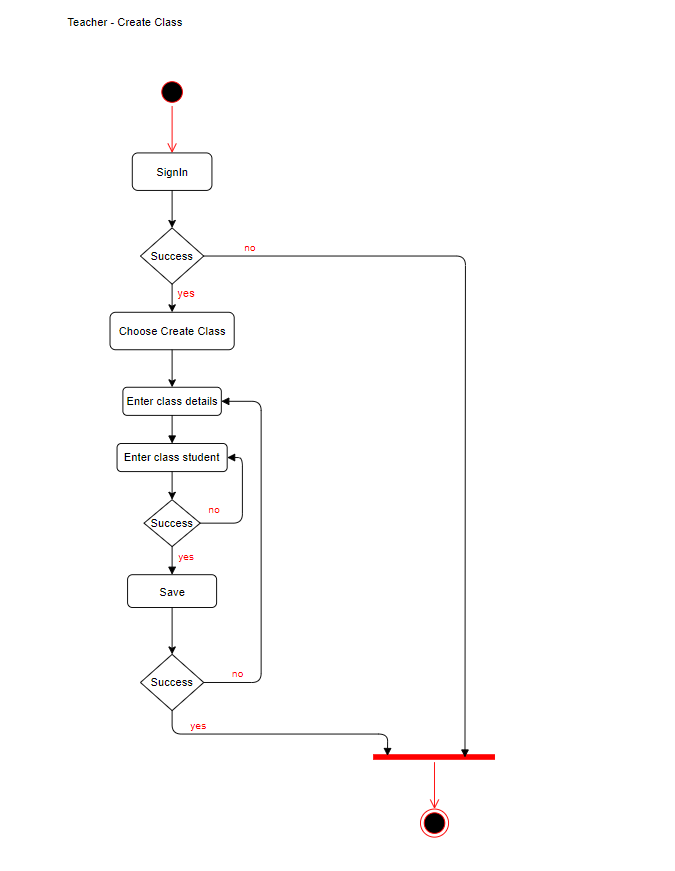 Teacher - Create Class
SignIn
Success
no
yes
Choose Create Class
Enter class details
Enter class student
Success
no
yes
Save
Success
no
yes